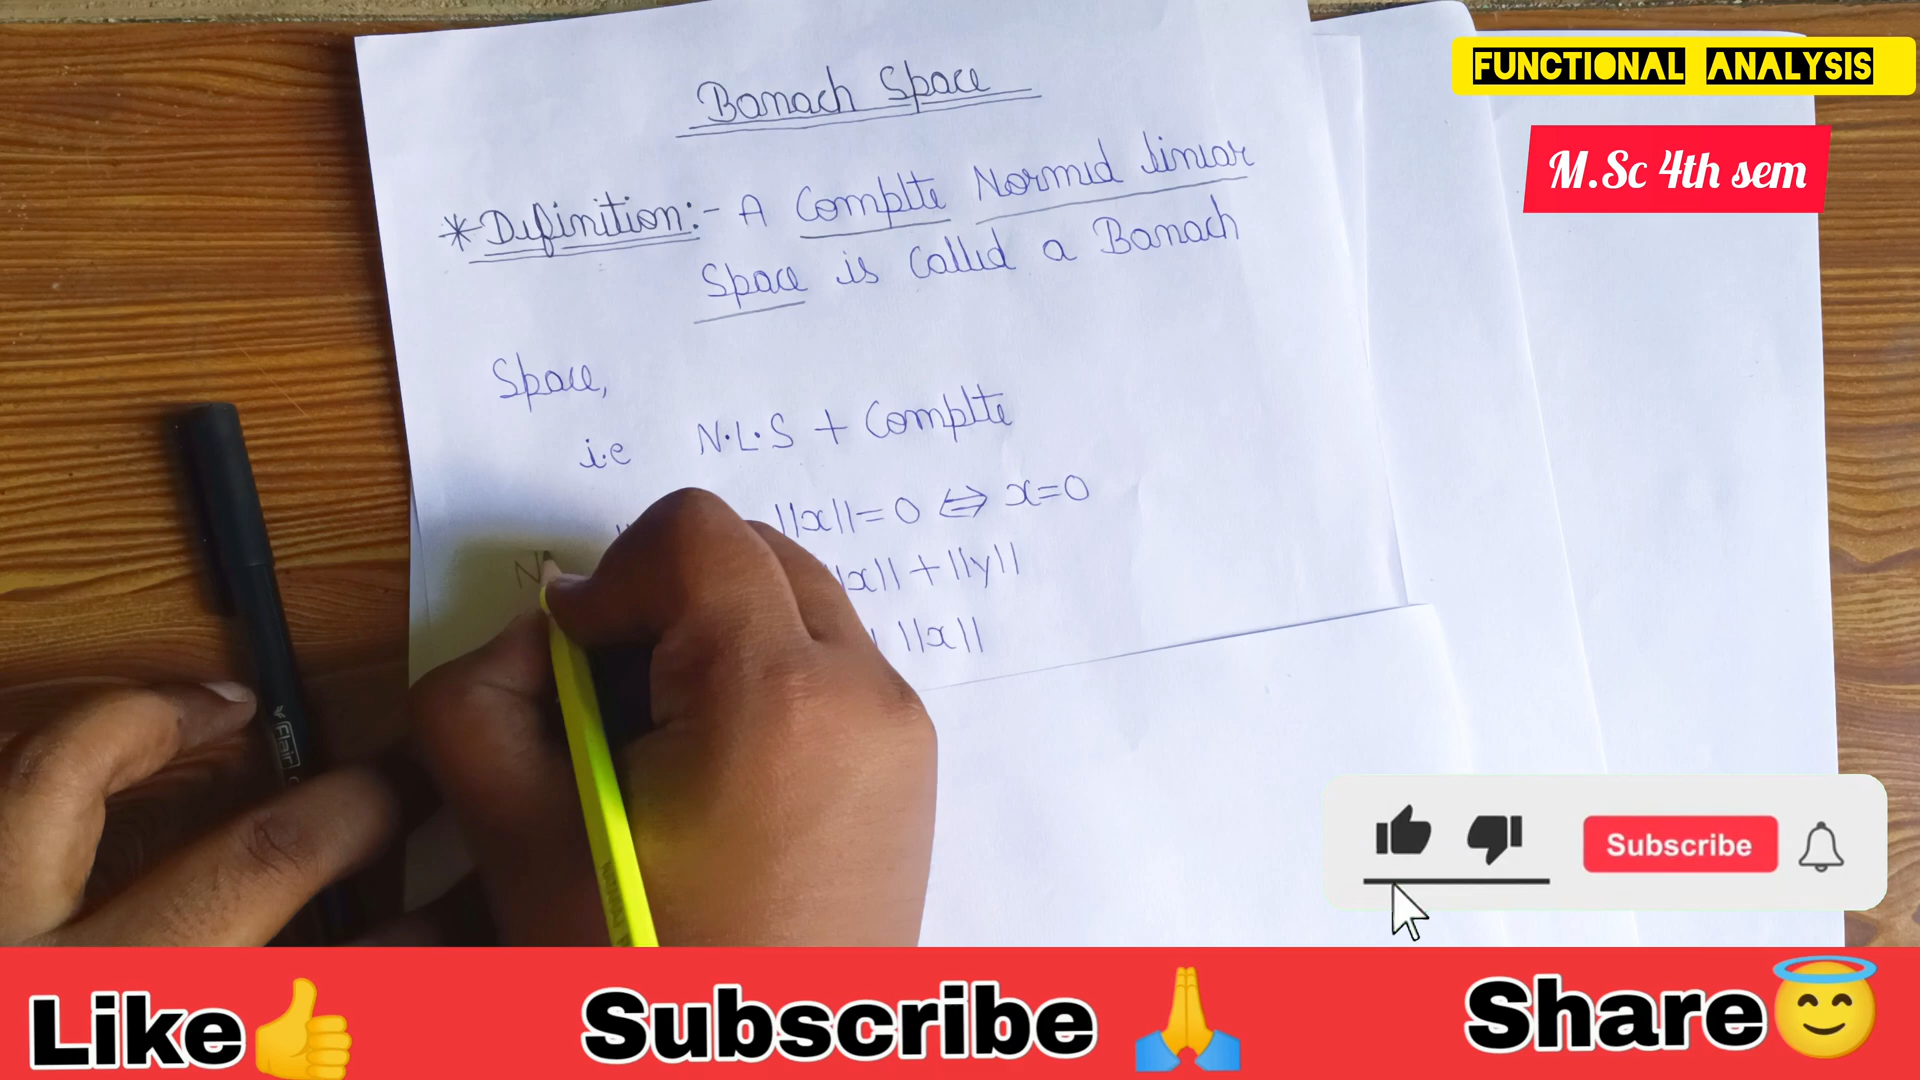 Banach Space
FUNCTIONAL ANALYSIS
M.Sc 4th sem
*Definition:- A Complete Normed linear
Space is Called a Banach
Space,
i.e N.L.S + Complete
||x||=0 ⇔ x=0
||x|| + ||y||
||x||
N
Flair
Subscribe
Like👍 Subscribe🙏 Share😇